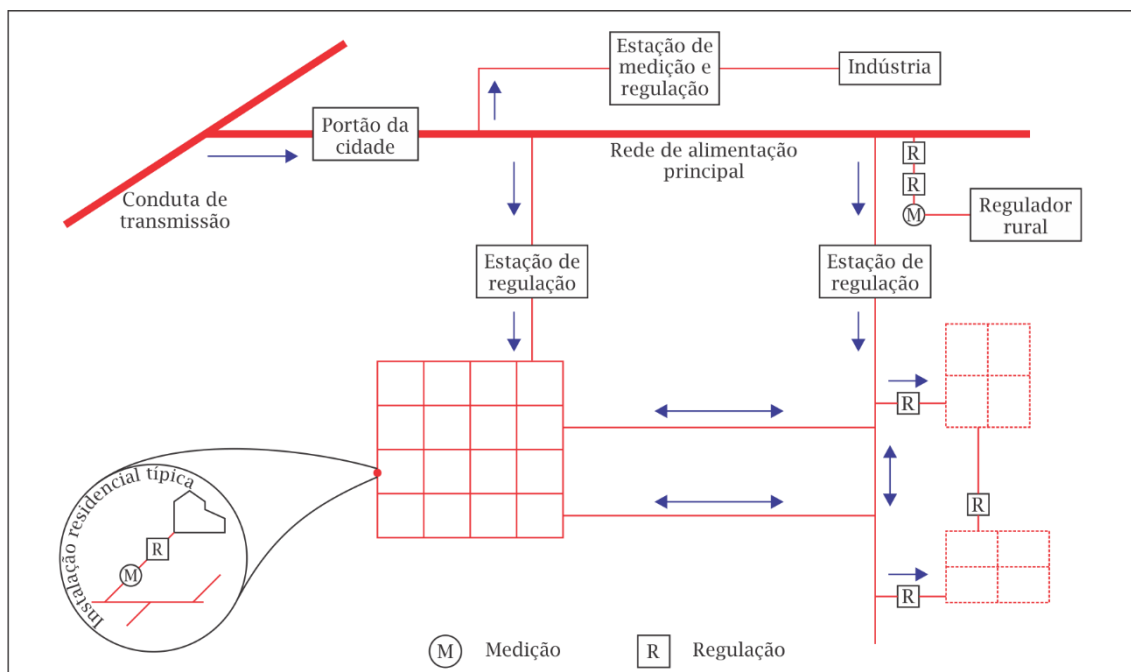 Estação de
medição e
regulação
Indústria
Portão da
cidade
Rede de alimentação
principal
R
R
M
Regulador
rural
Conduta de
transmissão
Estação de
regulação
Estação de
regulação
R
R
R
Instalação residencial típica
R
M
M Medição
R Regulação